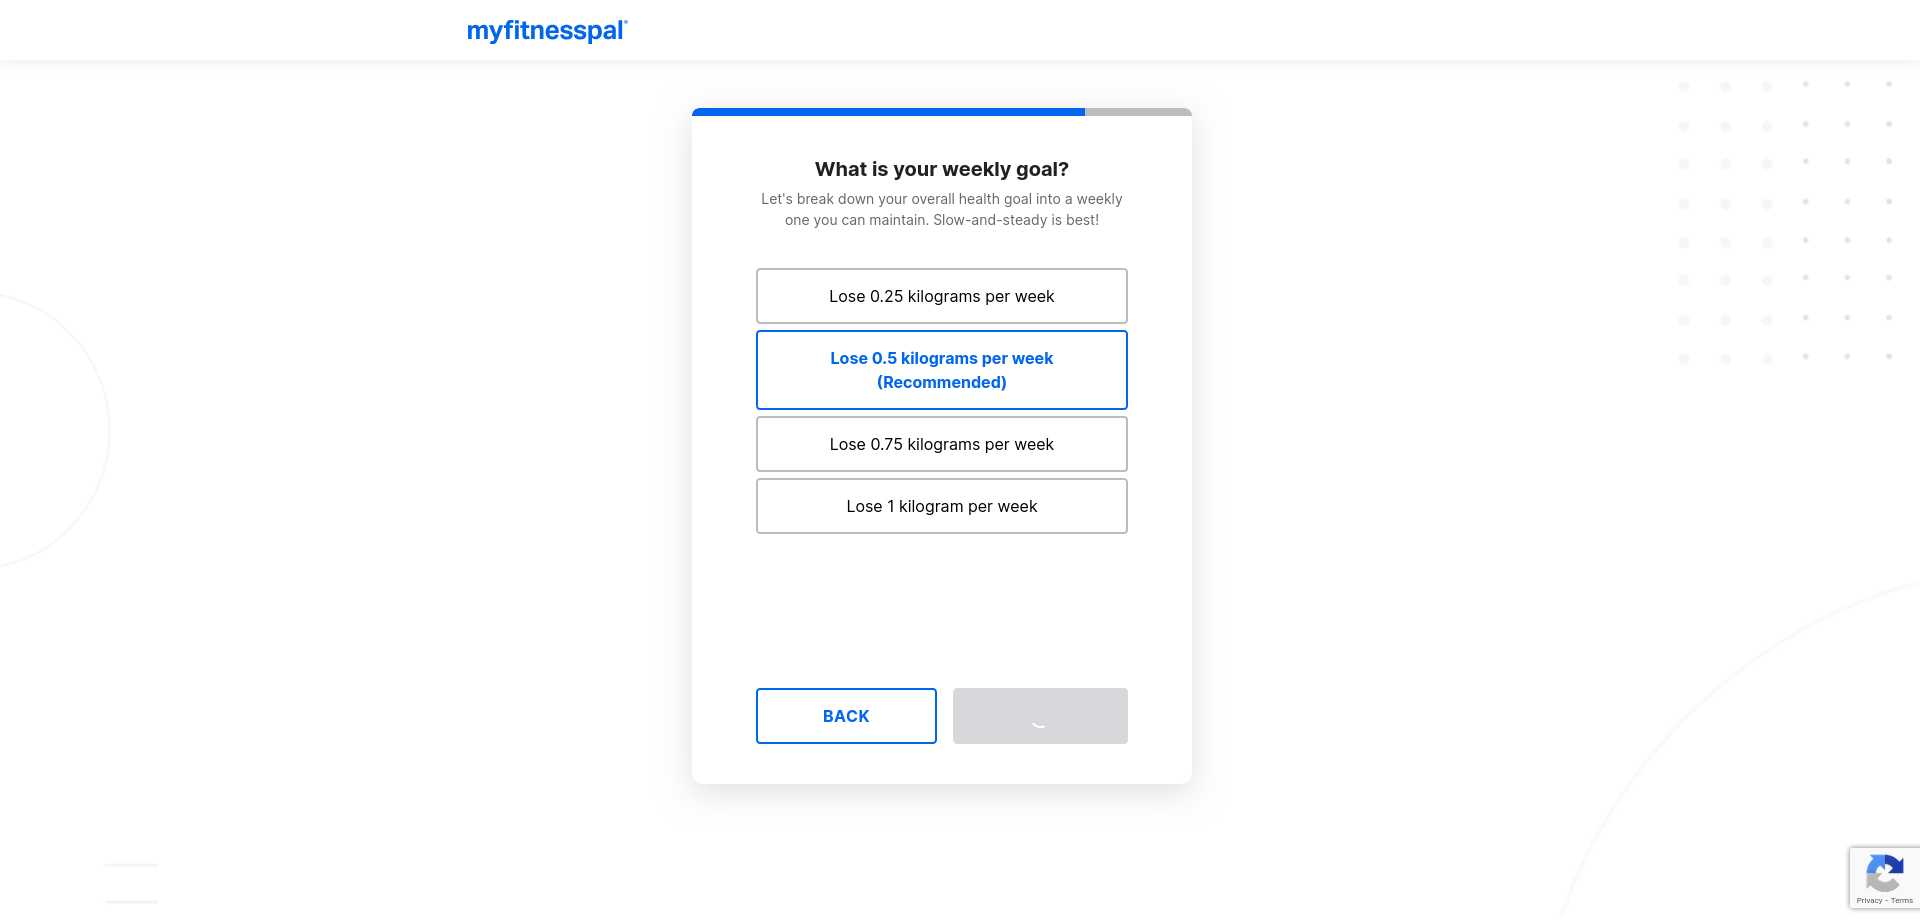 myfitnesspal
What is your weekly goal?
Let's break down your overall health goal into a weekly
one you can maintain. Slow-and-steady is best!
Lose 0.25 kilograms per week
Lose 0.5 kilograms per week
(Recommended)
Lose 0.75 kilograms per week
Lose 1 kilogram per week
BACK
Privacy - Terms